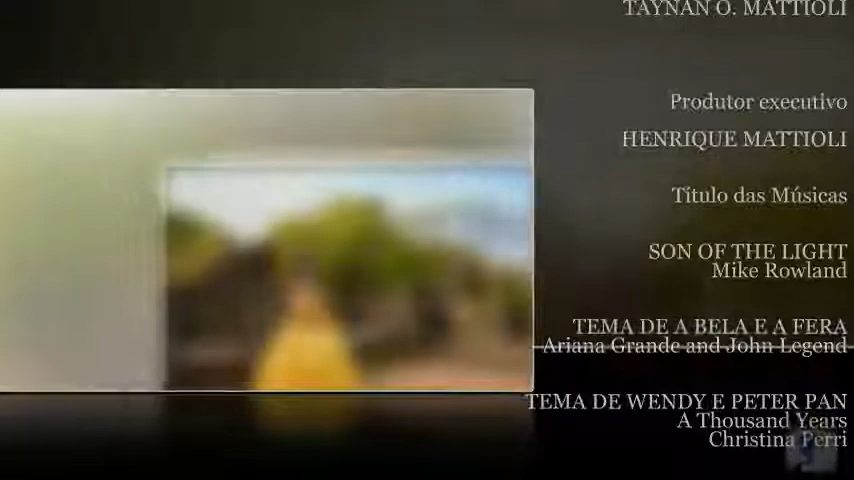 TAYNAN O. MATTIOLI
Produtor executivo
HENRIQUE MATTIOLI
Título das Músicas
SON OF THE LIGHT
Mike Rowland
TEMA DE A BELA E A FERA
Ariana Grande and John Legend
TEMA DE WENDY E PETER PAN
A Thousand Years
Christina Perri